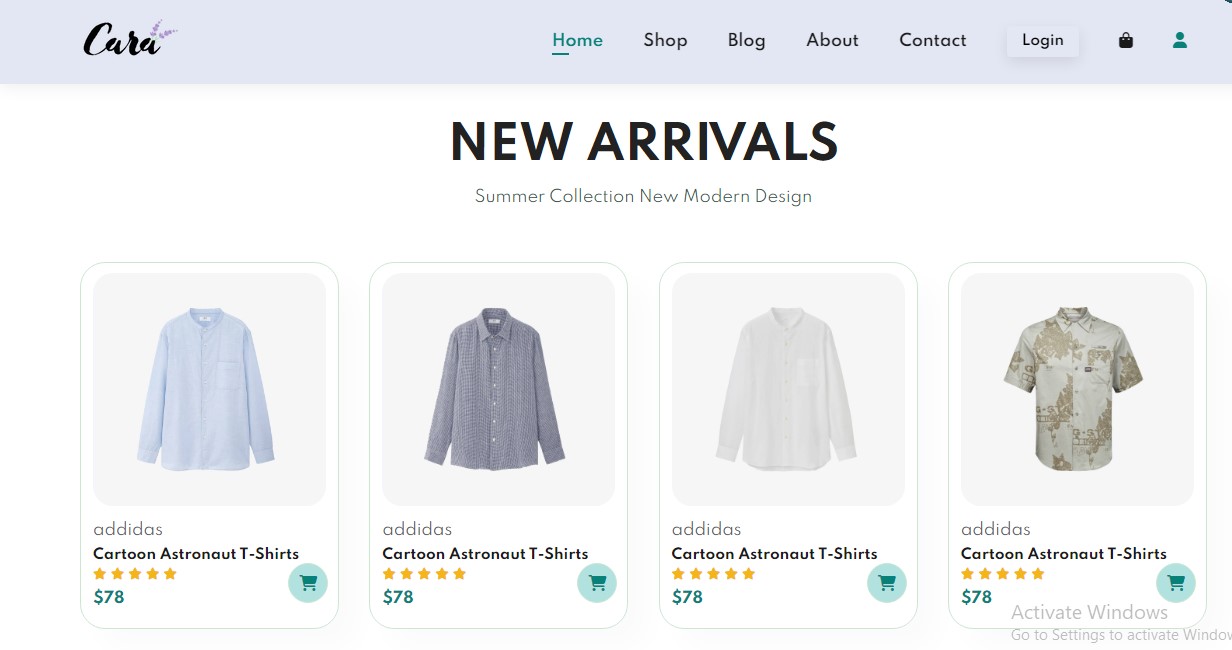 Cara
Home Shop Blog About Contact Login
NEW ARRIVALS
Summer Collection New Modern Design
addidas addidas addidas addidas
Cartoon Astronaut T-Shirts Cartoon Astronaut T-Shirts Cartoon Astronaut T-Shirts Cartoon Astronaut T-Shirts
$78 $78 $78 $78
Activate Windows
Go to Settings to activate Window